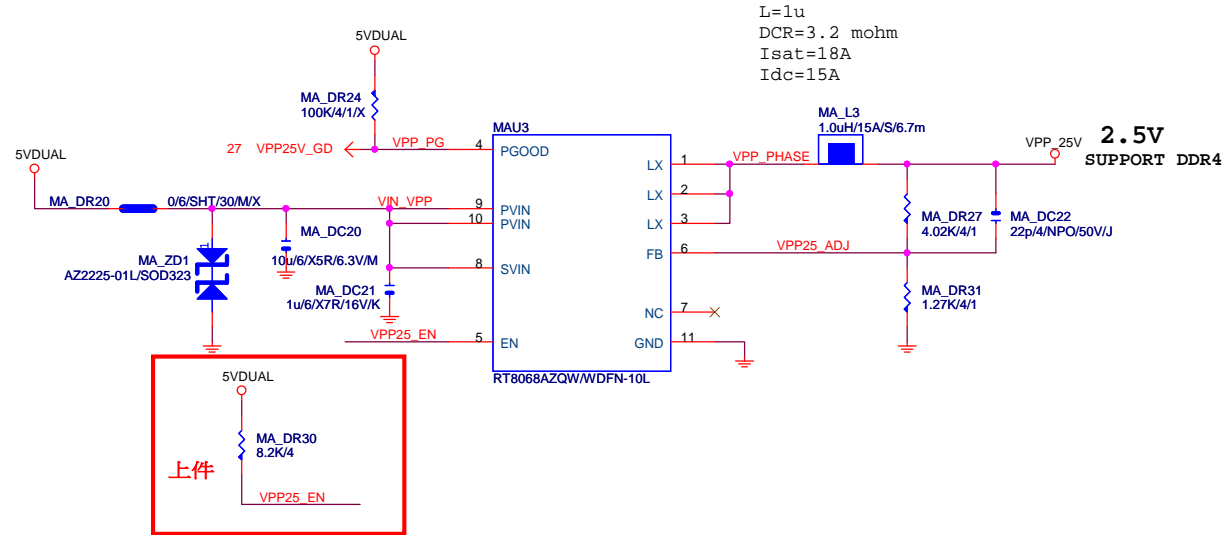 L=1u
DCR=3.2 mohm
Isat=18A
Idc=15A
5VDUAL
MA_DR24
100K/4/1/X
27 VPP25V_GD
VPP_PG
4
PGOOD
MAU3
MA_L3
1.0uH/15A/S/6.7m
VPP_25V
2.5V
SUPPORT DDR4
5VDUAL
MA_DR20
0/6/SHT/30/M/X
VIN_VPP
9
PVIN
10
PVIN
LX
1
VPP_PHASE
LX
2
LX
3
MA_DR27
4.02K/4/1
MA_DC22
22p/4/NPO/50V/J
1
MA_ZD1
AZ2225-01L/SOD323
MA_DC20
10u/6/X5R/6.3V/M
8
SVIN
FB
6
VPP25_ADJ
MA_DC21
1u/6/X7R/16V/K
MA_DR31
1.27K/4/1
NC
7
VPP25_EN
5
EN
GND
11
RT8068AZQW/WDFN-10L
5VDUAL
MA_DR30
8.2K/4
上件
VPP25_EN